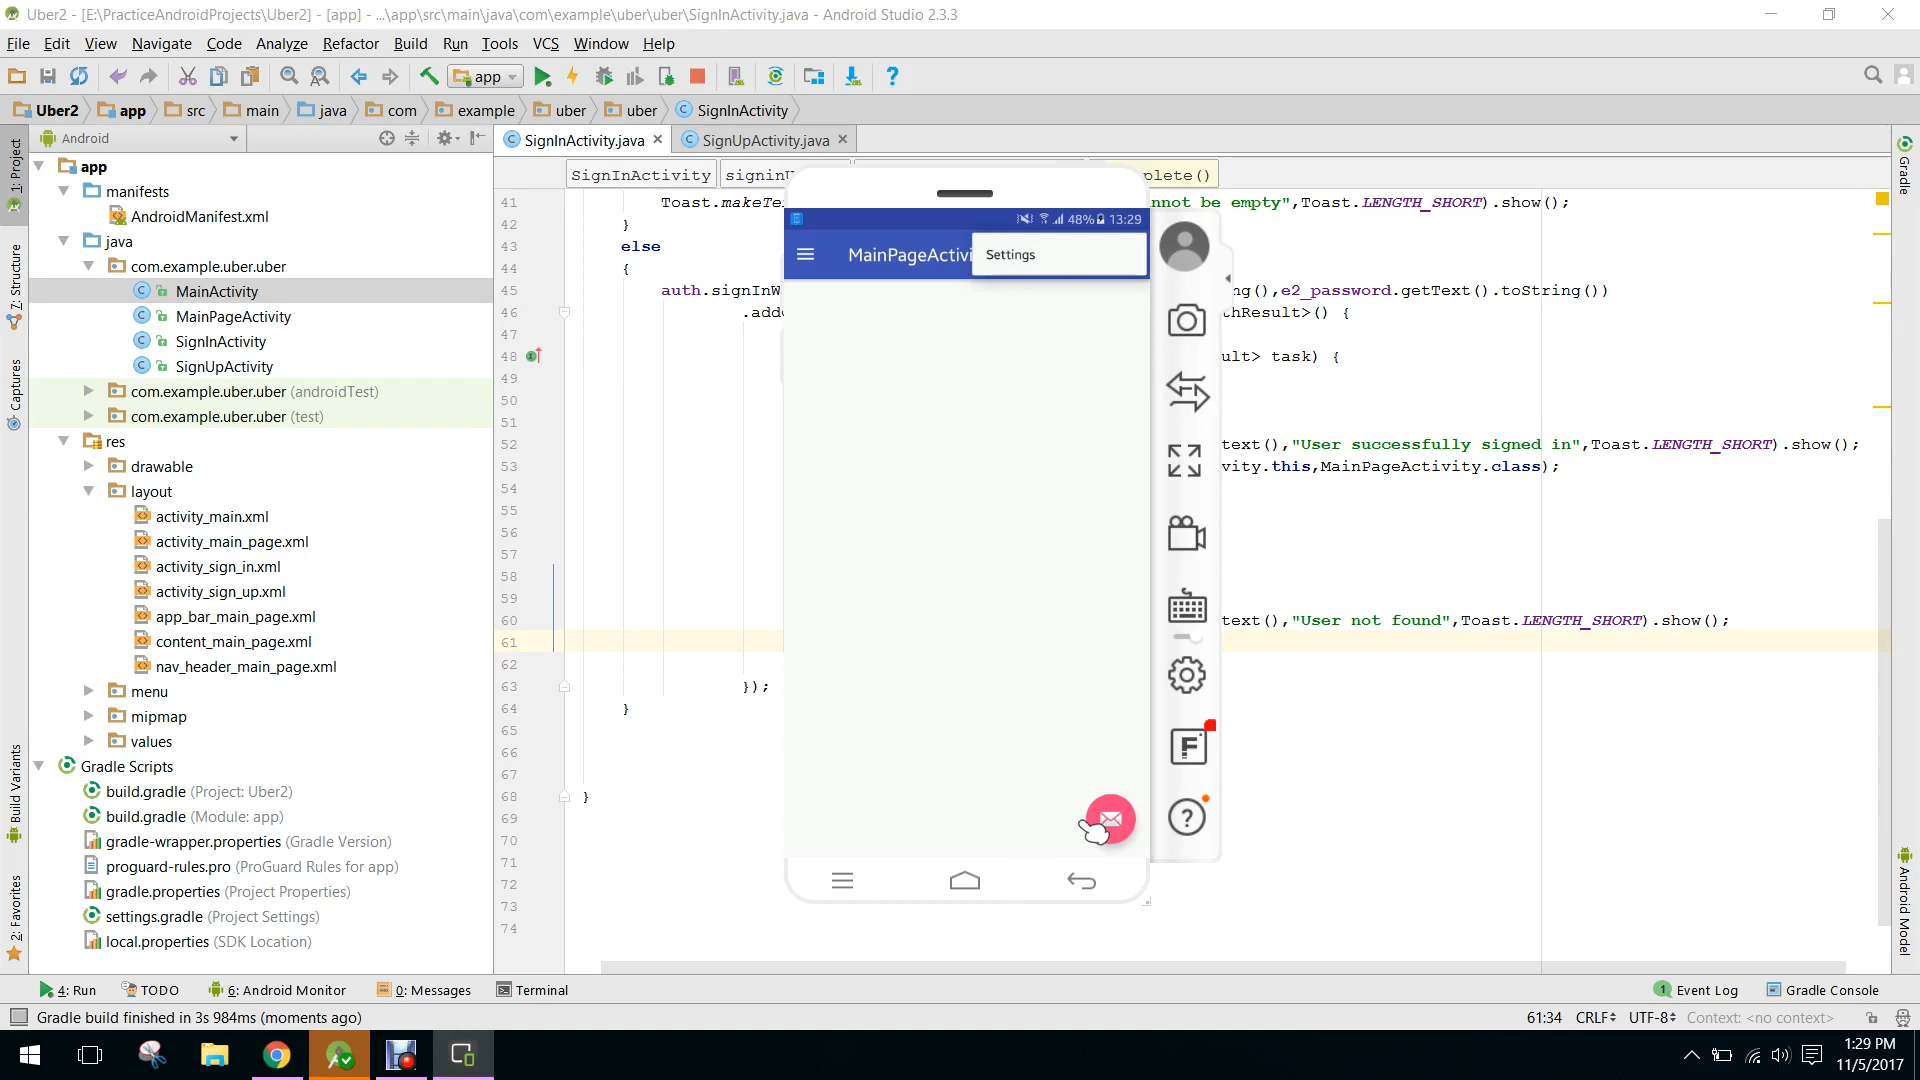 Uber2 - [E:\PracticeAndroidProjects\Uber2] - [app] - ...\app\src\main\java\com\example\uber\uber\SignInActivity.java - Android Studio 2.3.3
File Edit View Navigate Code Analyze Refactor Build Run Tools VCS Window Help
app
Uber2 app src main java com example uber uber SignInActivity
1: Project
Z: Structure
Captures
Build Variants
2: Favorites
Android
app
manifests
AndroidManifest.xml
java
com.example.uber.uber
MainActivity
MainPageActivity
SignInActivity
SignUpActivity
com.example.uber.uber (androidTest)
com.example.uber.uber (test)
res
drawable
layout
activity_main.xml
activity_main_page.xml
activity_sign_in.xml
activity_sign_up.xml
app_bar_main_page.xml
content_main_page.xml
nav_header_main_page.xml
menu
mipmap
values
Gradle Scripts
build.gradle (Project: Uber2)
build.gradle (Module: app)
gradle-wrapper.properties (Gradle Version)
proguard-rules.pro (ProGuard Rules for app)
gradle.properties (Project Properties)
settings.gradle (Project Settings)
local.properties (SDK Location)
SignInActivity.java SignUpActivity.java
SignInActivity signinU plete()
41 Toast.makeTe nnot be empty",Toast.LENGTH_SHORT).show();
42 }
43 else
44 {
45 auth.signInW ng(),e2_password.getText().toString())
46 .addO thResult>() {
47
48 ult> task) {
49
50
51
52 text(),"User successfully signed in",Toast.LENGTH_SHORT).show();
53 vity.this,MainPageActivity.class);
54
55
56
57
58
59
60 text(),"User not found",Toast.LENGTH_SHORT).show();
61
62
63 });
64 }
65
66
67
68 }
69
70
71
72
73
74
48% 13:29
MainPageActivi
Settings
F
?
Gradle
Android Model
4: Run TODO 6: Android Monitor 0: Messages Terminal
1 Event Log Gradle Console
Gradle build finished in 3s 984ms (moments ago)
61:34 CRLF UTF-8 Context: <no context>
1:29 PM
11/5/2017